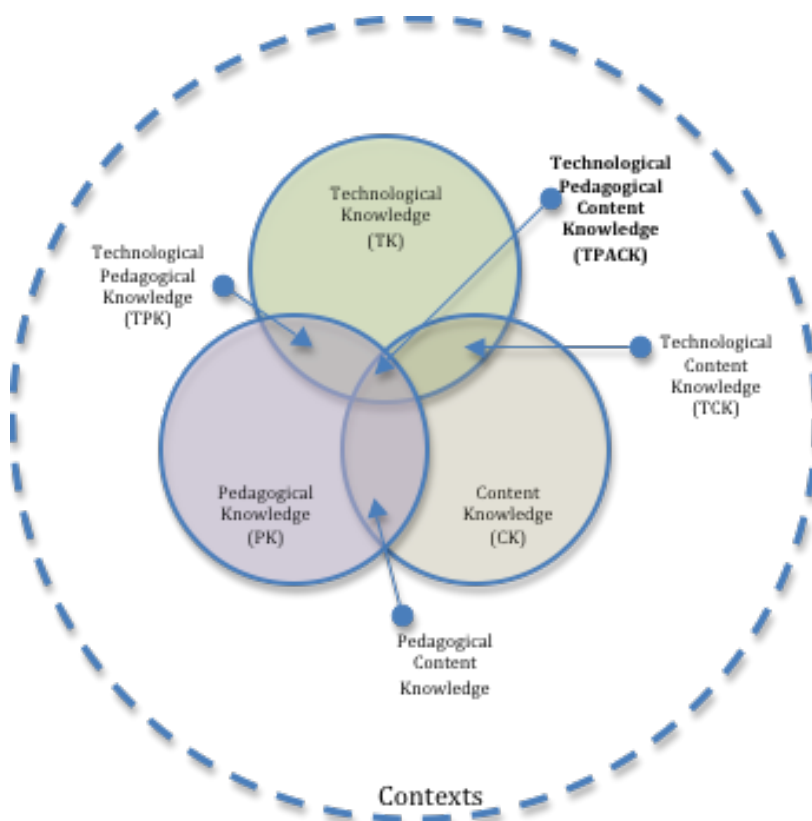 Technological
Knowledge
(TK)
Technological
Pedagogical
Content
Knowledge
(TPACK)
Technological
Pedagogical
Knowledge
(TPK)
Technological
Content
Knowledge
(TCK)
Pedagogical
Knowledge
(PK)
Content
Knowledge
(CK)
Pedagogical
Content
Knowledge
Contexts